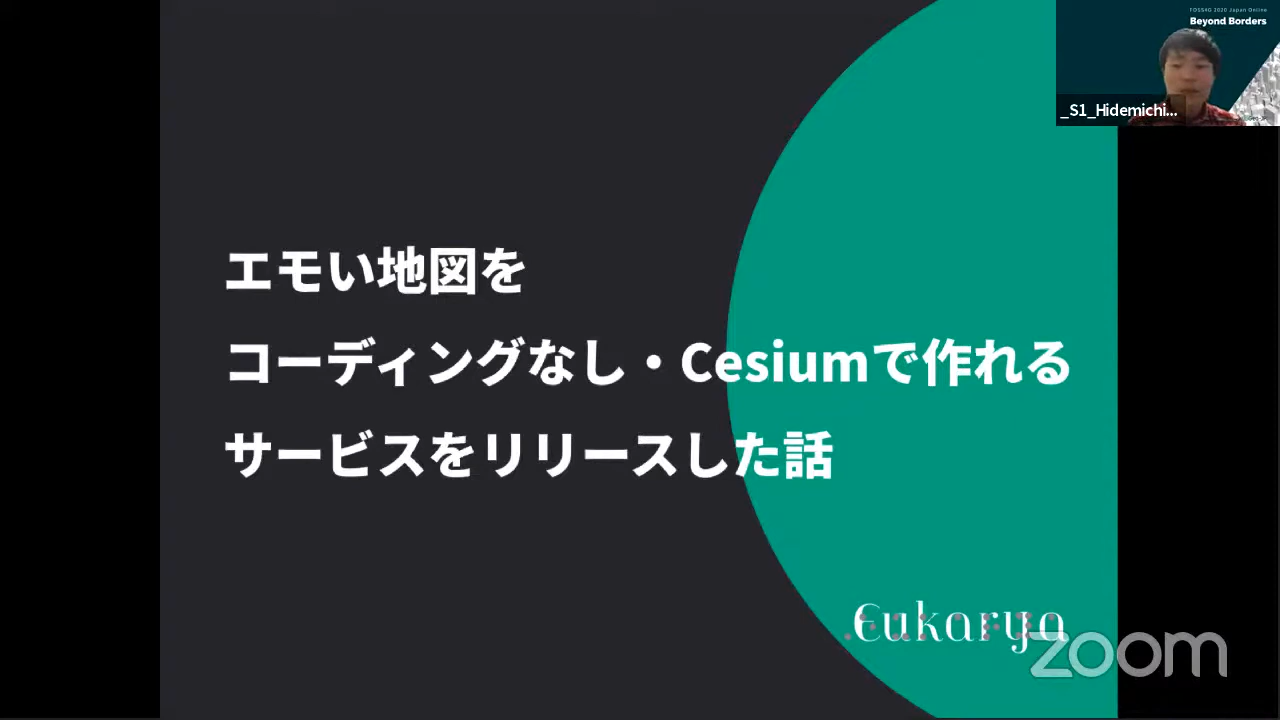 FOSS4G 2020 Japan Online
Beyond Borders
_S1_Hidemichi...
エモい地図を
コーディングなし・Cesiumで作れる
サービスをリリースした話
Eukarya
zoom